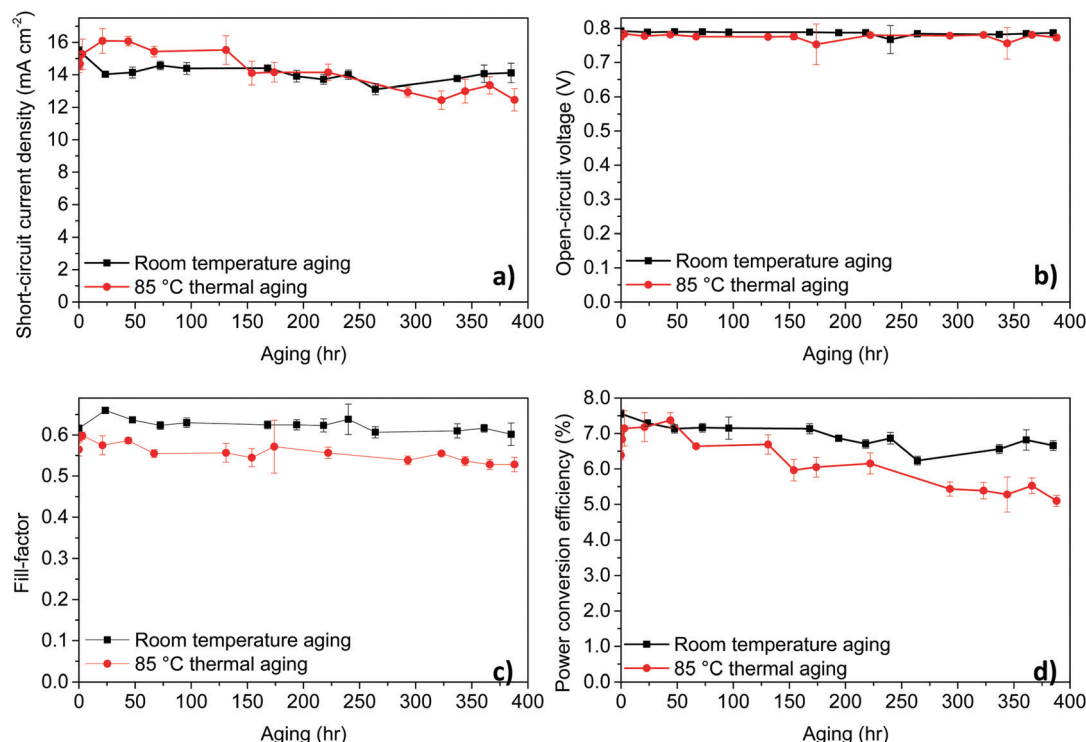 a)
Short-circuit current density (mA cm-2)
16
14
12
10
8
6
4
2
0
Room temperature aging
85 °C thermal aging
0 50 100 150 200 250 300 350 400
Aging (hr)
b)
Open-circuit voltage (V)
0.8
0.7
0.6
0.5
0.4
0.3
0.2
0.1
0.0
Room temperature aging
85 °C thermal aging
0 50 100 150 200 250 300 350 400
Aging (hr)
c)
Fill-factor
0.6
0.5
0.4
0.3
0.2
0.1
0.0
Room temperature aging
85 °C thermal aging
0 50 100 150 200 250 300 350 400
Aging (hr)
d)
Power conversion efficiency (%)
8.0
7.0
6.0
5.0
4.0
3.0
2.0
1.0
0.0
Room temperature aging
85 °C thermal aging
0 50 100 150 200 250 300 350 400
Aging (hr)